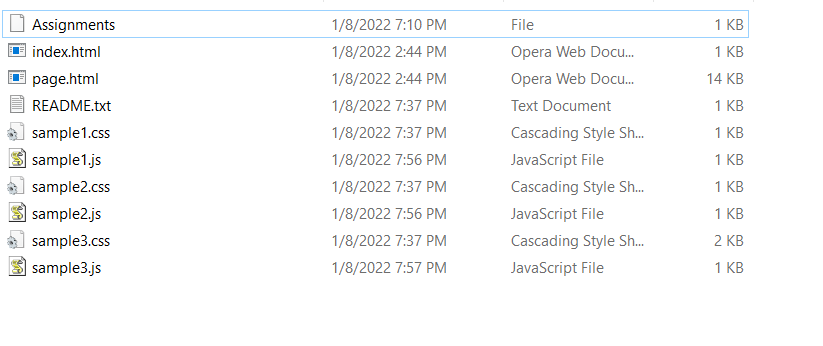 Assignments 1/8/2022 7:10 PM File 1 KB
index.html 1/8/2022 2:44 PM Opera Web Docu... 1 KB
page.html 1/8/2022 2:44 PM Opera Web Docu... 14 KB
README.txt 1/8/2022 7:37 PM Text Document 1 KB
sample1.css 1/8/2022 7:37 PM Cascading Style Sh... 1 KB
sample1.js 1/8/2022 7:56 PM JavaScript File 1 KB
sample2.css 1/8/2022 7:37 PM Cascading Style Sh... 1 KB
sample2.js 1/8/2022 7:56 PM JavaScript File 1 KB
sample3.css 1/8/2022 7:37 PM Cascading Style Sh... 2 KB
sample3.js 1/8/2022 7:57 PM JavaScript File 1 KB